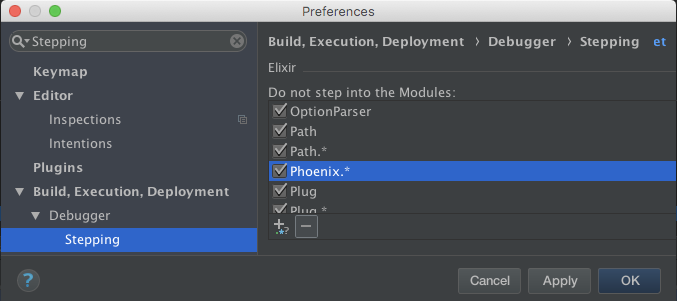 Preferences
Stepping
Keymap
Editor
Inspections
Intentions
Plugins
Build, Execution, Deployment
Debugger
Stepping
Build, Execution, Deployment › Debugger › Stepping et
Elixir
Do not step into the Modules:
OptionParser
Path
Path.*
Phoenix.*
Plug
Plug.*
?
Cancel
Apply
OK